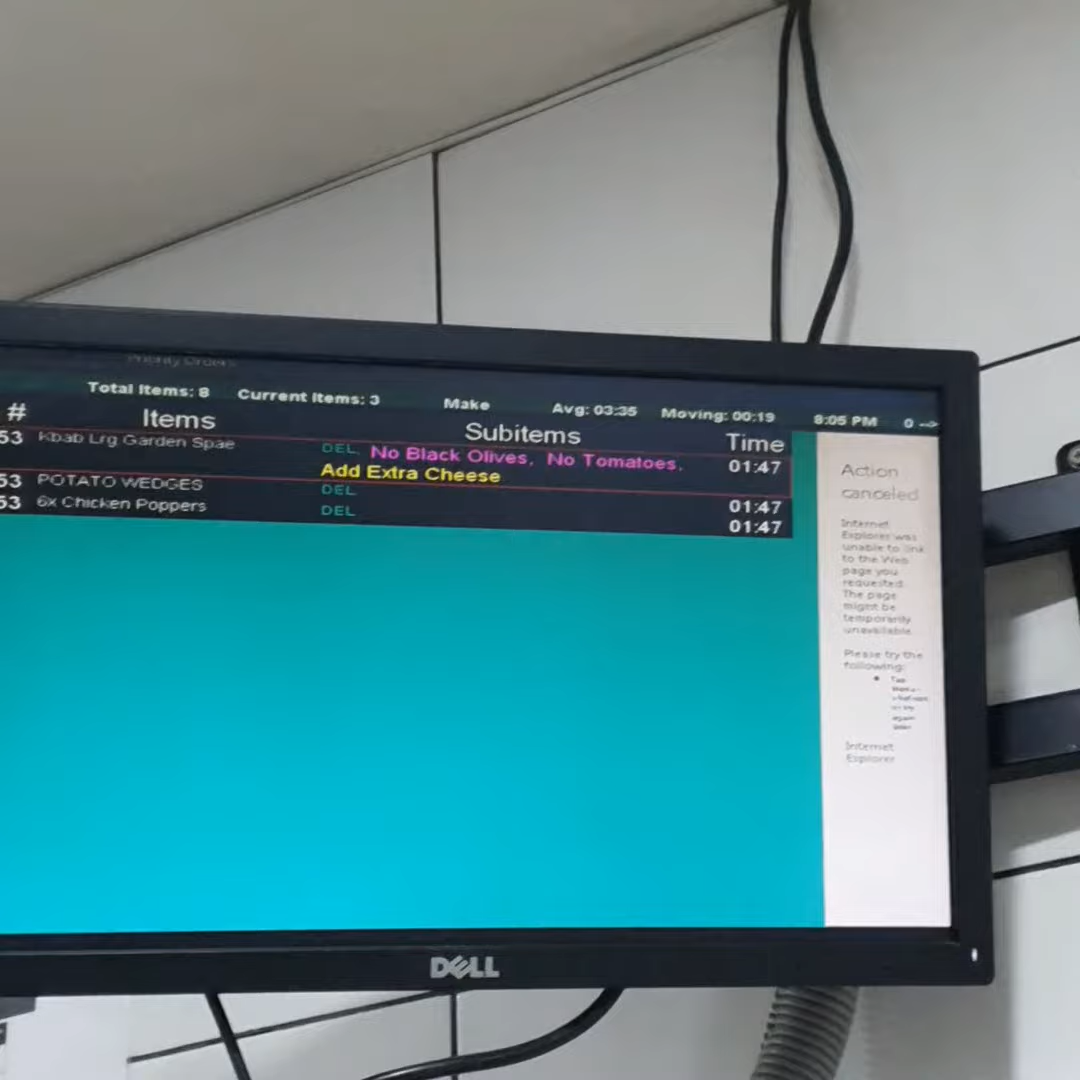 Priority Orders
Total Items: 8 Current Items: 3 Make Avg: 03:35 Moving: 00:19 8:05 PM 0 -->
# Items Subitems Time
53 Kbab Lrg Garden Spae DEL, No Black Olives, No Tomatoes, 01:47
Add Extra Cheese
53 POTATO WEDGES DEL 01:47
53 6x Chicken Poppers DEL 01:47
Action
canceled
Internet
Explorer was
unable to link
to the Web
page you
requested.
The page
might be
temporarily
unavailable.
Please try the
following:
Internet
Explorer
DELL